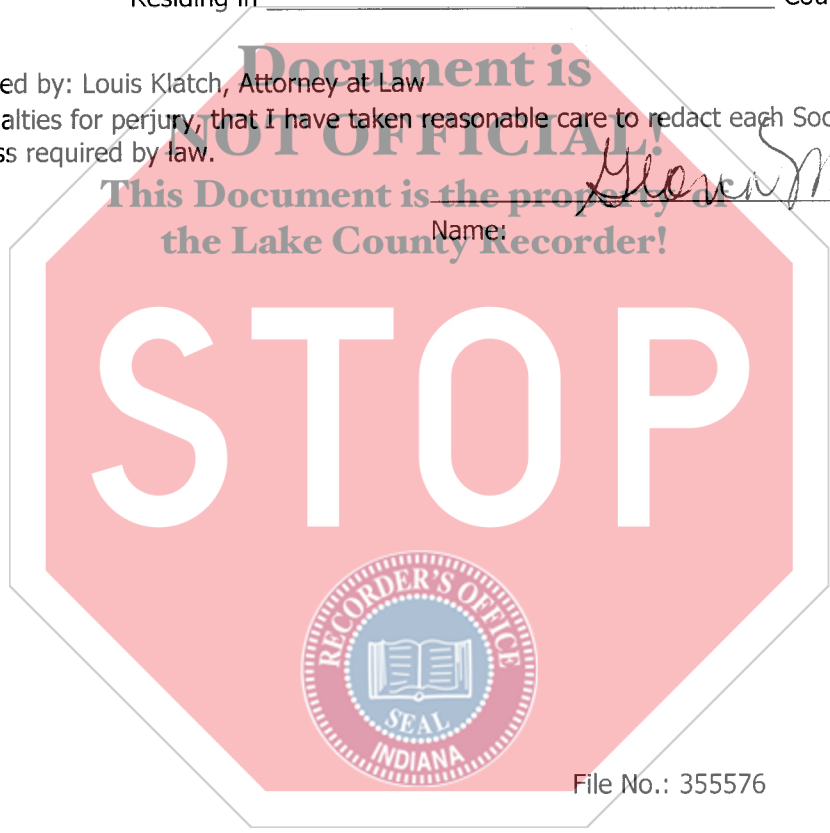 Residing in
Document is
ed by: Louis Klatch, Attorney at Law
alties for perjury, that I have taken reasonable care to redact each Soc
NOT OFFICIAL!
ss required by law.
This Document is the property of
Name:
the Lake County Recorder!
STOP
RECORDER'S OFFICE
SEAL
INDIANA
File No.: 355576